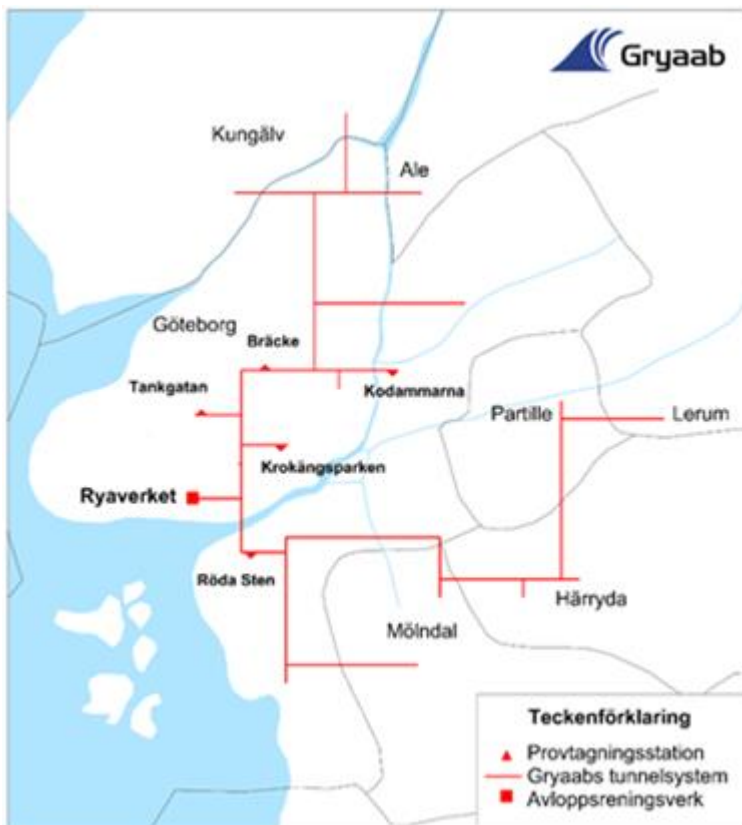 Gryaab
Kungälv
Ale
Göteborg
Bräcke
Tankgatan
Kodammarna
Partille
Lerum
Krokängsparken
Ryaverket
Röda Sten
Härryda
Mölndal
Teckenförklaring
Provtagningsstation
Gryaabs tunnelsystem
Avloppsreningsverk